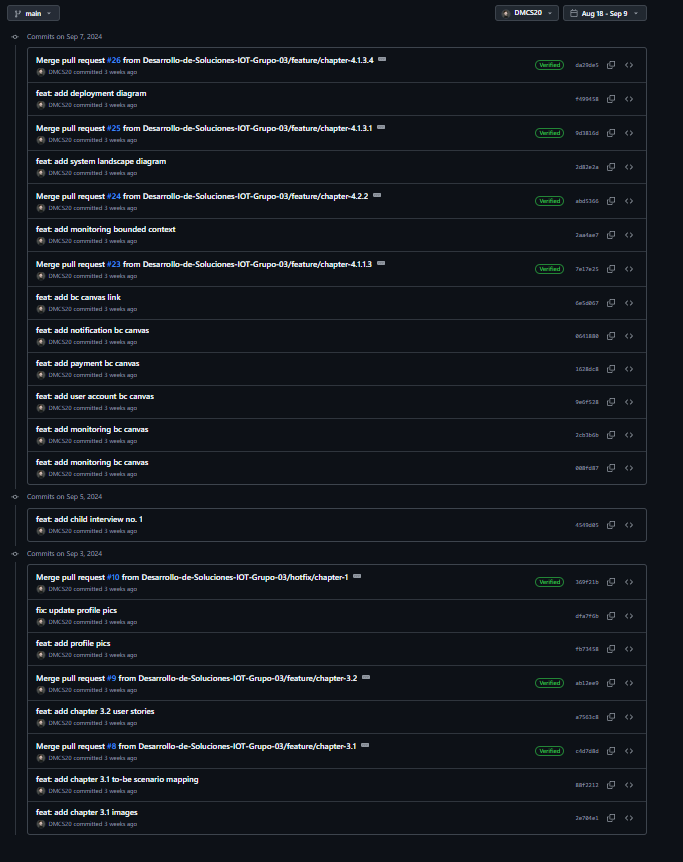 main
DMCS20
Aug 18 - Sep 9
Commits on Sep 7, 2024
Merge pull request #26 from Desarrollo-de-Soluciones-IOT-Grupo-03/feature/chapter-4.1.3.4
Verified
da29de5
DMCS20 committed 3 weeks ago
feat: add deployment diagram
f499458
DMCS20 committed 3 weeks ago
Merge pull request #25 from Desarrollo-de-Soluciones-IOT-Grupo-03/feature/chapter-4.1.3.1
Verified
9d3816d
DMCS20 committed 3 weeks ago
feat: add system landscape diagram
2d82e2a
DMCS20 committed 3 weeks ago
Merge pull request #24 from Desarrollo-de-Soluciones-IOT-Grupo-03/feature/chapter-4.2.2
Verified
abd5366
DMCS20 committed 3 weeks ago
feat: add monitoring bounded context
2aa4ae7
DMCS20 committed 3 weeks ago
Merge pull request #23 from Desarrollo-de-Soluciones-IOT-Grupo-03/feature/chapter-4.1.1.3
Verified
7e17e25
DMCS20 committed 3 weeks ago
feat: add bc canvas link
6e5d067
DMCS20 committed 3 weeks ago
feat: add notification bc canvas
0641880
DMCS20 committed 3 weeks ago
feat: add payment bc canvas
1628dc8
DMCS20 committed 3 weeks ago
feat: add user account bc canvas
9e6f528
DMCS20 committed 3 weeks ago
feat: add monitoring bc canvas
2cb3b6b
DMCS20 committed 3 weeks ago
feat: add monitoring bc canvas
008fd87
DMCS20 committed 3 weeks ago
Commits on Sep 5, 2024
feat: add child interview no. 1
4549d05
DMCS20 committed 3 weeks ago
Commits on Sep 3, 2024
Merge pull request #10 from Desarrollo-de-Soluciones-IOT-Grupo-03/hotfix/chapter-1
Verified
369f21b
DMCS20 committed 3 weeks ago
fix: update profile pics
dfa7f6b
DMCS20 committed 3 weeks ago
feat: add profile pics
fb73458
DMCS20 committed 3 weeks ago
Merge pull request #9 from Desarrollo-de-Soluciones-IOT-Grupo-03/feature/chapter-3.2
Verified
ab12ee9
DMCS20 committed 3 weeks ago
feat: add chapter 3.2 user stories
a7563c8
DMCS20 committed 3 weeks ago
Merge pull request #8 from Desarrollo-de-Soluciones-IOT-Grupo-03/feature/chapter-3.1
Verified
c4d7d8d
DMCS20 committed 3 weeks ago
feat: add chapter 3.1 to-be scenario mapping
88f2212
DMCS20 committed 3 weeks ago
feat: add chapter 3.1 images
2e704e1
DMCS20 committed 3 weeks ago